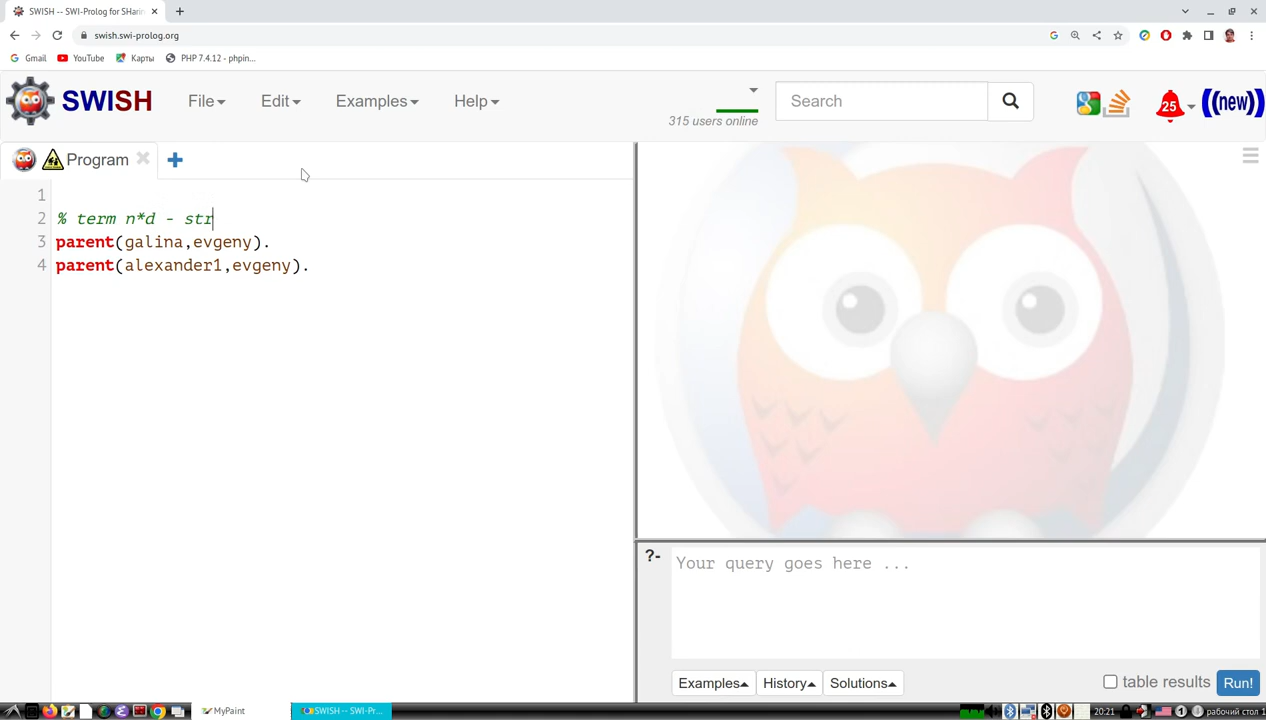 SWISH -- SWI-Prolog for SHarin
swish.swi-prolog.org
Gmail YouTube Карты PHP 7.4.12 - phpin...
SWISH File Edit Examples Help 315 users online Search 25 ((new))
Program
1
2 % term n*d - str
3 parent(galina,evgeny).
4 parent(alexander1,evgeny).
?- Your query goes here ...
Examples History Solutions table results Run!
MyPaint SWISH -- SWI-Pr... 20:21 рабочий стол 1